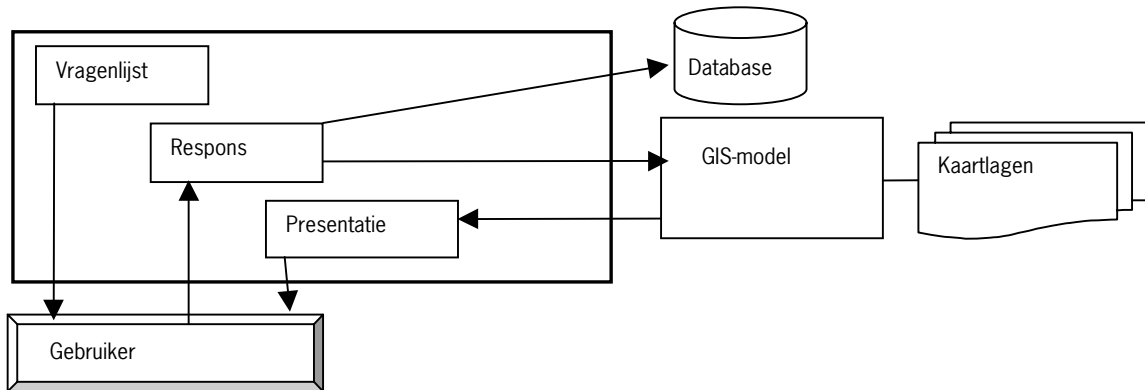 Vragenlijst
Database
Respons
GIS-model
Kaartlagen
Presentatie
Gebruiker